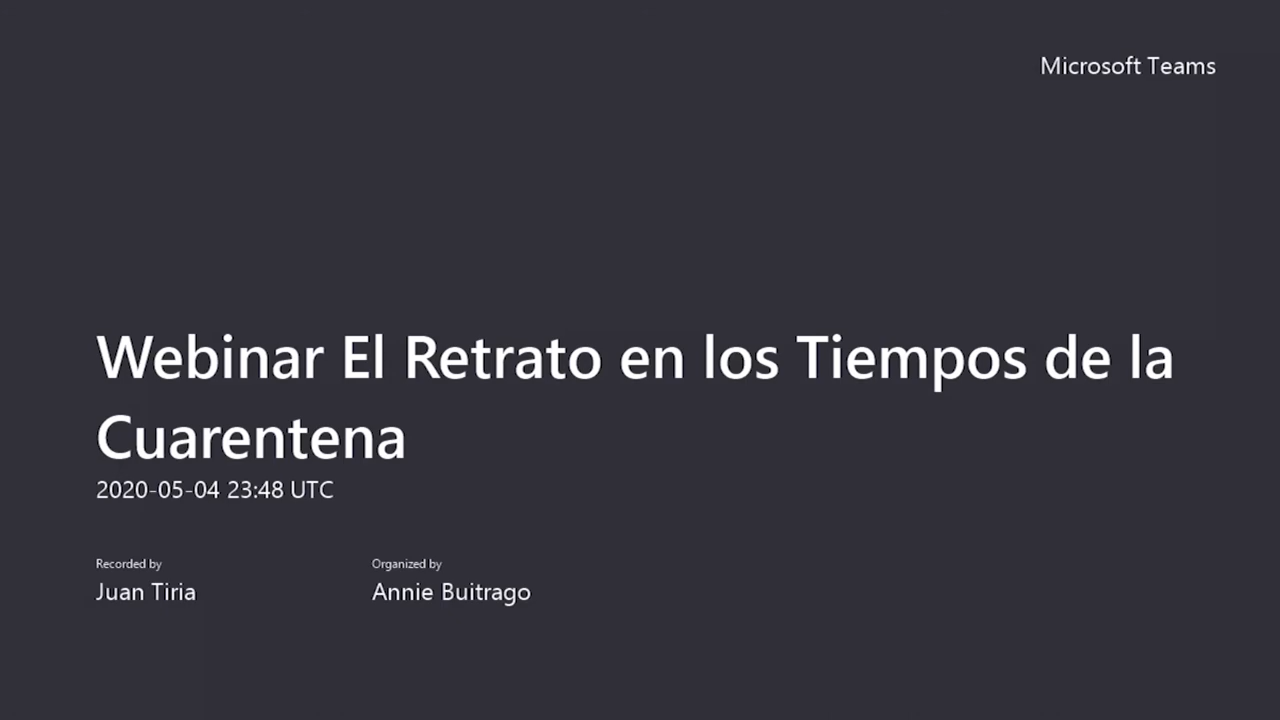 Microsoft Teams
Webinar El Retrato en los Tiempos de la
Cuarentena
2020-05-04 23:48 UTC
Recorded by
Juan Tiria
Organized by
Annie Buitrago